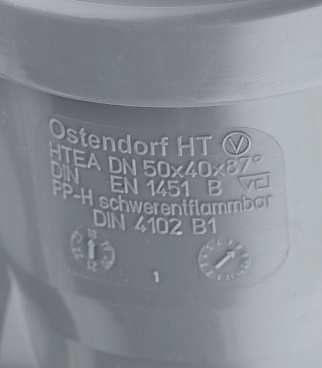 Ostendorf HT
HTEA DN 50x40x87°
DIN EN 1451 B
PP-H schwerentflammbar
DIN 4102 B1
1